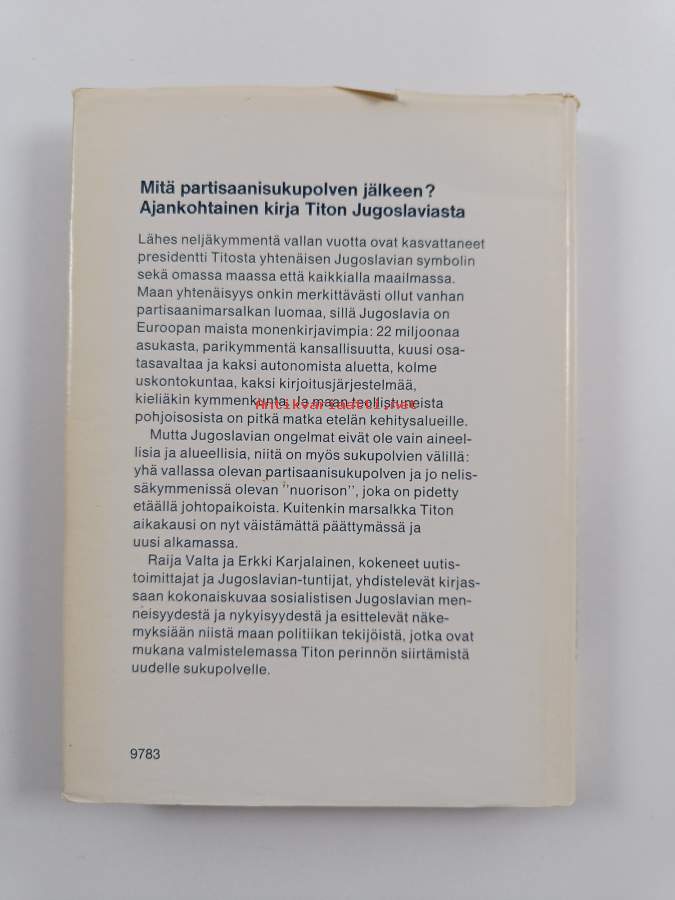 Mitä partisaanisukupolven jälkeen?
Ajankohtainen kirja Titon Jugoslaviasta
Lähes neljäkymmentä vallan vuotta ovat kasvattaneet
presidentti Titosta yhtenäisen Jugoslavian symbolin
sekä omassa maassa että kaikkialla maailmassa.
Maan yhtenäisyys onkin merkittävästi ollut vanhan
partisaanimarsalkan luomaa, sillä Jugoslavia on
Euroopan maista monenkirjavimpia: 22 miljoonaa
asukasta, parikymmentä kansallisuutta, kuusi osa-
tasavaltaa ja kaksi autonomista aluetta, kolme
uskontokuntaa, kaksi kirjoitusjärjestelmää,
kieliäkin kymmenkunta. Ja maan teollistuneista
Antikvariaatti.net
pohjoisosista on pitkä matka etelän kehitysalueille.
Mutta Jugoslavian ongelmat eivät ole vain aineel-
lisia ja alueellisia, niitä on myös sukupolvien välillä:
yhä vallassa olevan partisaanisukupolven ja jo nelis-
säkymmenissä olevan "nuorison", joka on pidetty
etäällä johtopaikoista. Kuitenkin marsalkka Titon
aikakausi on nyt väistämättä päättymässä ja
uusi alkamassa.
Raija Valta ja Erkki Karjalainen, kokeneet uutis-
toimittajat ja Jugoslavian-tuntijat, yhdistelevät kirjas-
saan kokonaiskuvaa sosialistisen Jugoslavian men-
neisyydestä ja nykyisyydestä ja esittelevät näke-
myksiään niistä maan politiikan tekijöistä, jotka ovat
mukana valmistelemassa Titon perinnön siirtämistä
uudelle sukupolvelle.
9783